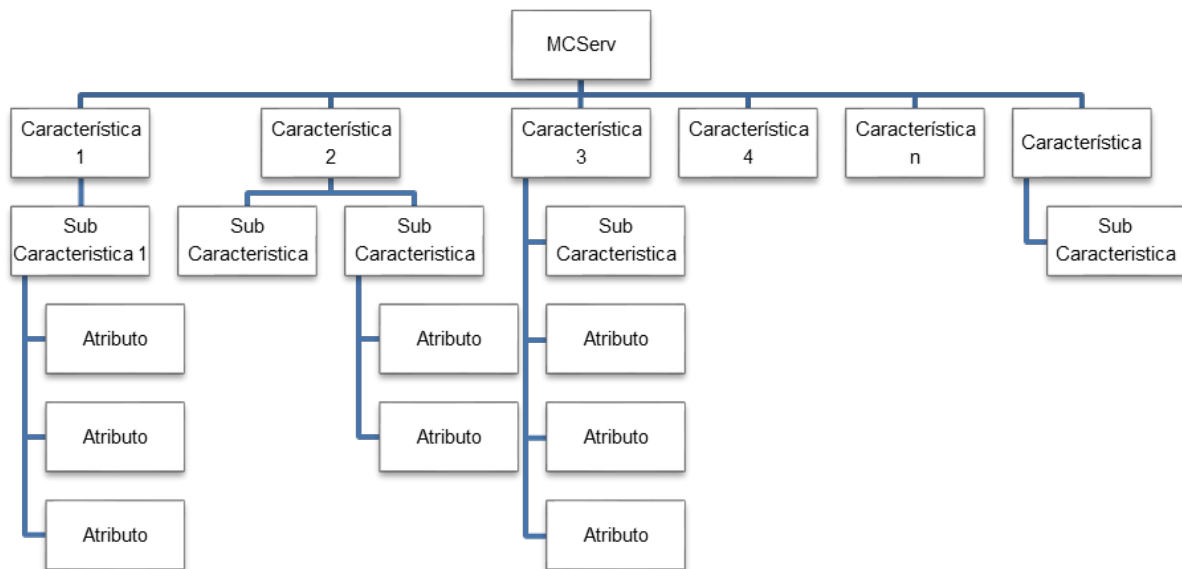 MCServ
Característica
1
Característica
2
Característica
3
Característica
4
Característica
n
Característica
Sub
Caracteristica 1
Sub
Caracteristica
Sub
Caracteristica
Sub
Caracteristica
Sub
Caracteristica
Atributo
Atributo
Atributo
Atributo
Atributo
Atributo
Atributo
Atributo